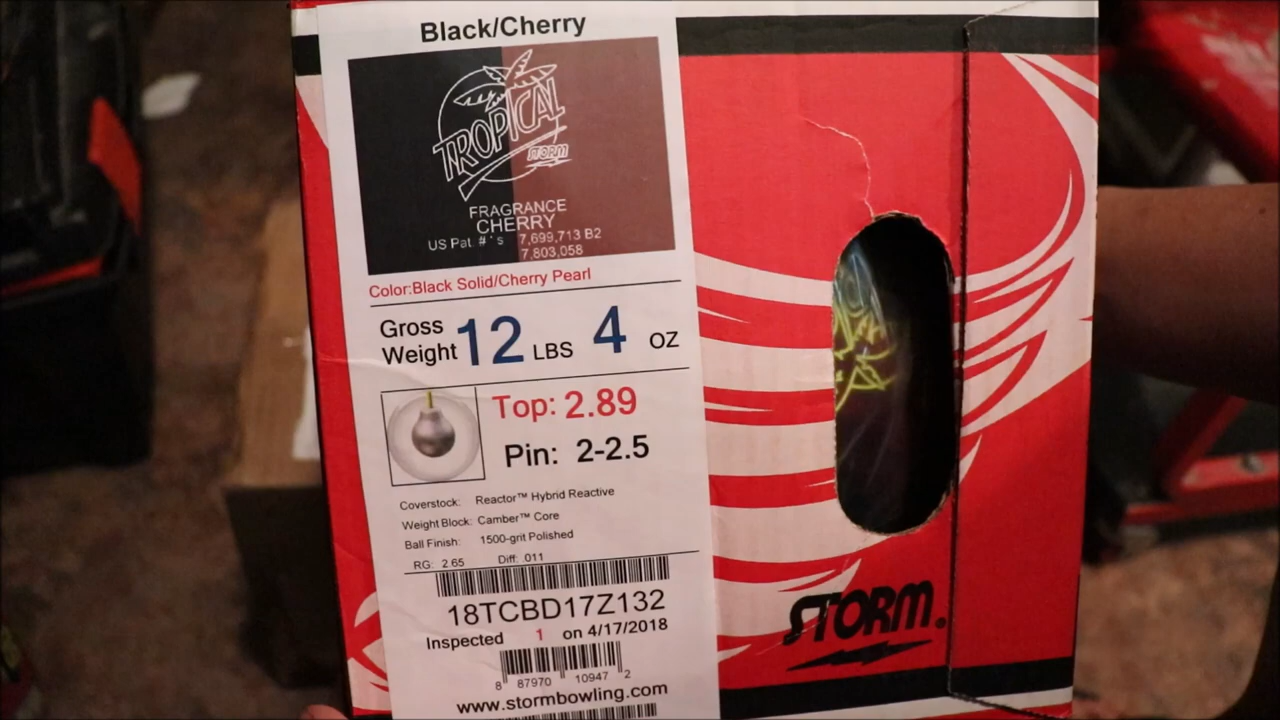 Black/Cherry
TROPICAL
STORM
FRAGRANCE
CHERRY
US Pat. #'s 7,699,713 B2
7,803,058
Color:Black Solid/Cherry Pearl
Gross Weight 12 LBS 4 OZ
Top: 2.89
Pin: 2-2.5
Coverstock: Reactor™ Hybrid Reactive
Weight Block: Camber™ Core
Ball Finish: 1500-grit Polished
RG: 2.65 Diff: .011
18TCBD17Z132
Inspected 1 on 4/17/2018
8 87970 10947 2
www.stormbowling.com
STORM.